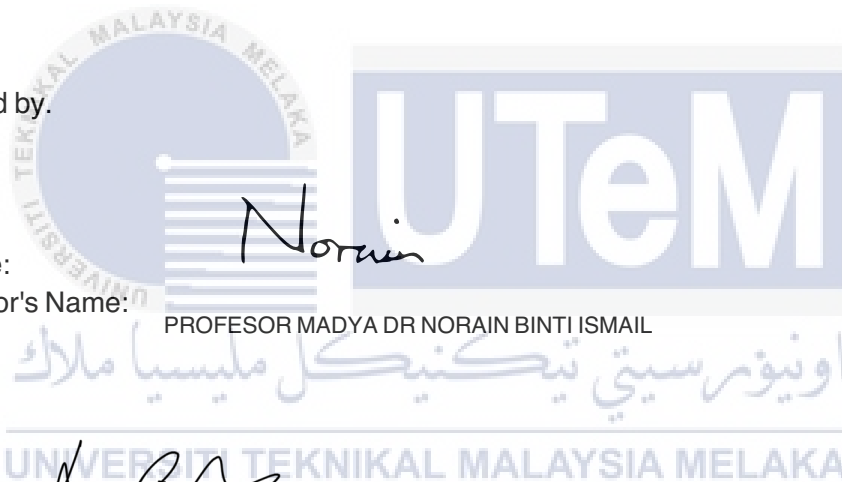 UNIVERSITI TEKNIKAL MALAYSIA MELAKA
UTeM
d by.
Norain
e:
or's Name:
PROFESOR MADYA DR NORAIN BINTI ISMAIL
اونيۏرسيتي تيكنيكل مليسيا ملاك
UNIVERSITI TEKNIKAL MALAYSIA MELAKA